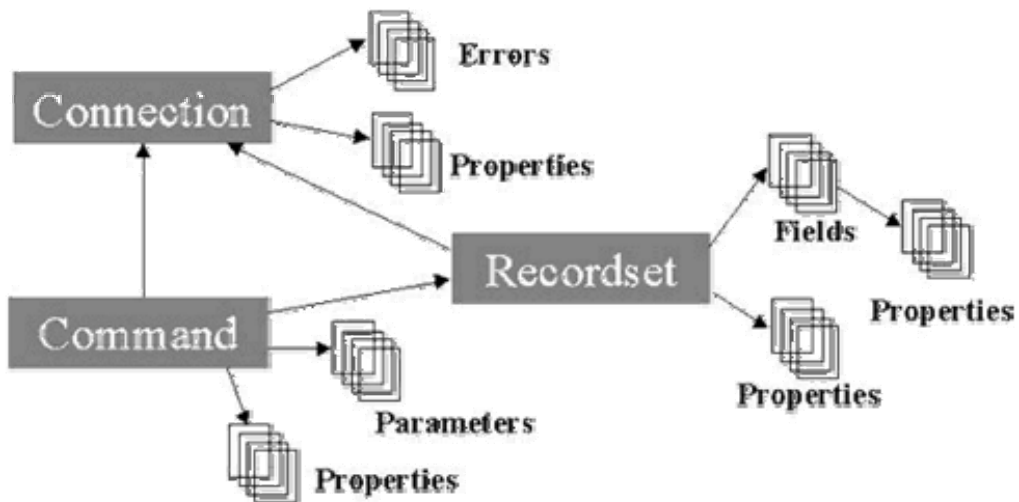 Errors
Connection
Properties
Fields
Recordset
Properties
Command
Properties
Parameters
Properties